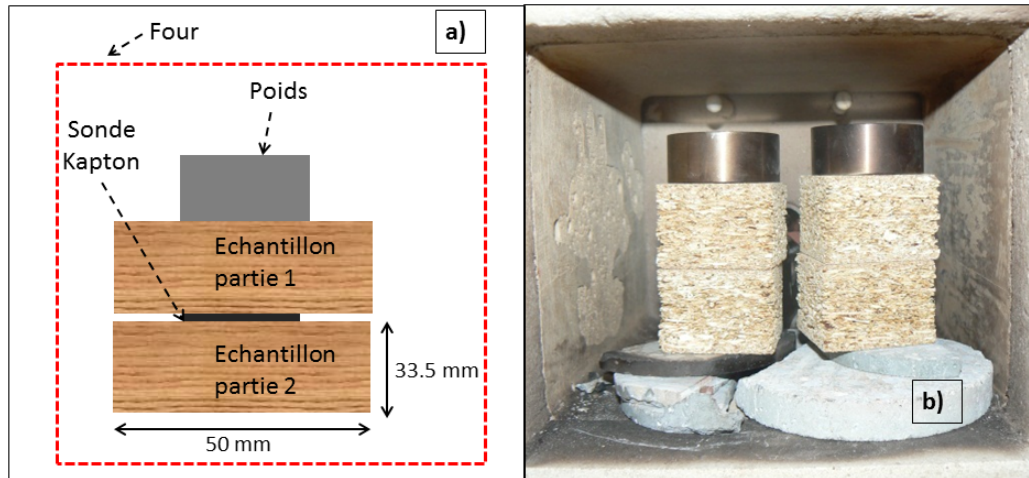 Four
a)
Poids
Sonde
Kapton
Echantillon
partie 1
Echantillon
partie 2
33.5 mm
50 mm
b)